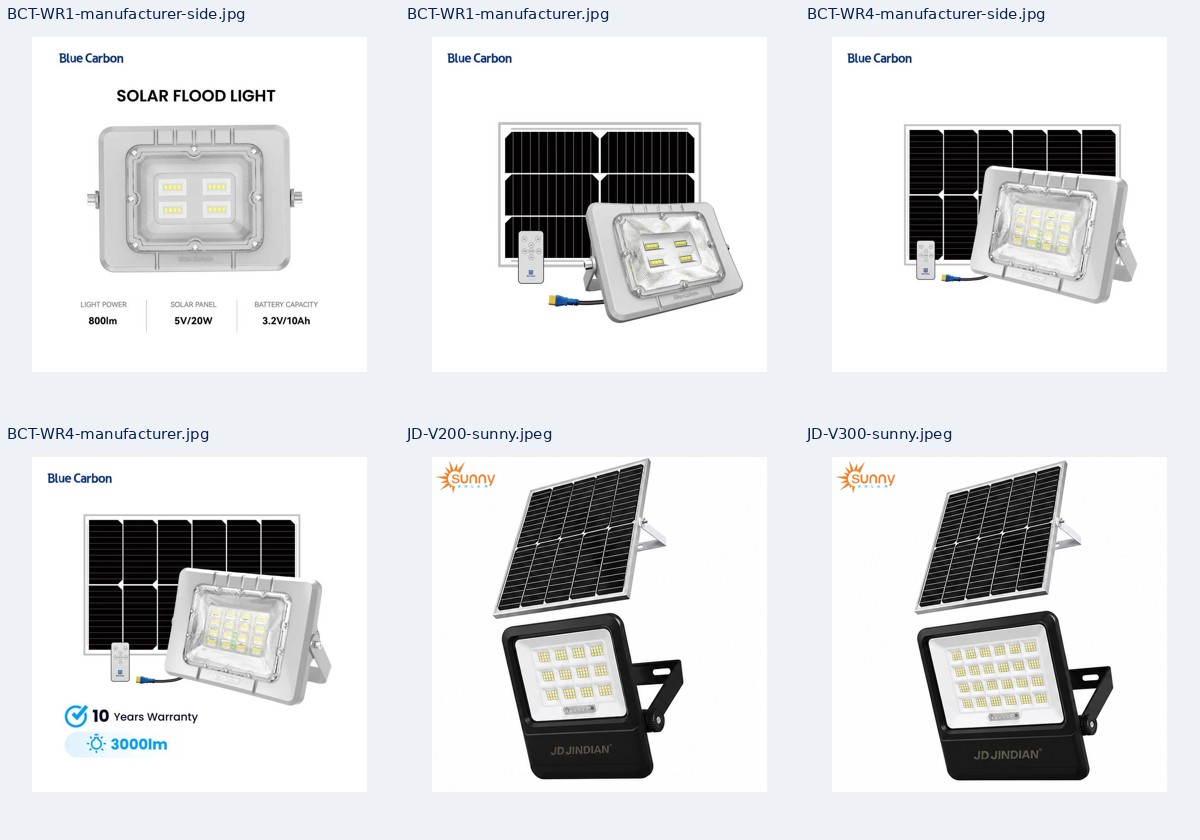 BCT-WR1-manufacturer-side.jpg
BCT-WR1-manufacturer.jpg
BCT-WR4-manufacturer-side.jpg
Blue Carbon
SOLAR FLOOD LIGHT
LIGHT POWER
800lm
SOLAR PANEL
5V/20W
BATTERY CAPACITY
3.2V/10Ah
Blue Carbon
Blue Carbon
BCT-WR4-manufacturer.jpg
JD-V200-sunny.jpeg
JD-V300-sunny.jpeg
Blue Carbon
10 Years Warranty
3000lm
sunny
SOLAR
JD JINDIAN
sunny
SOLAR
JD JINDIAN